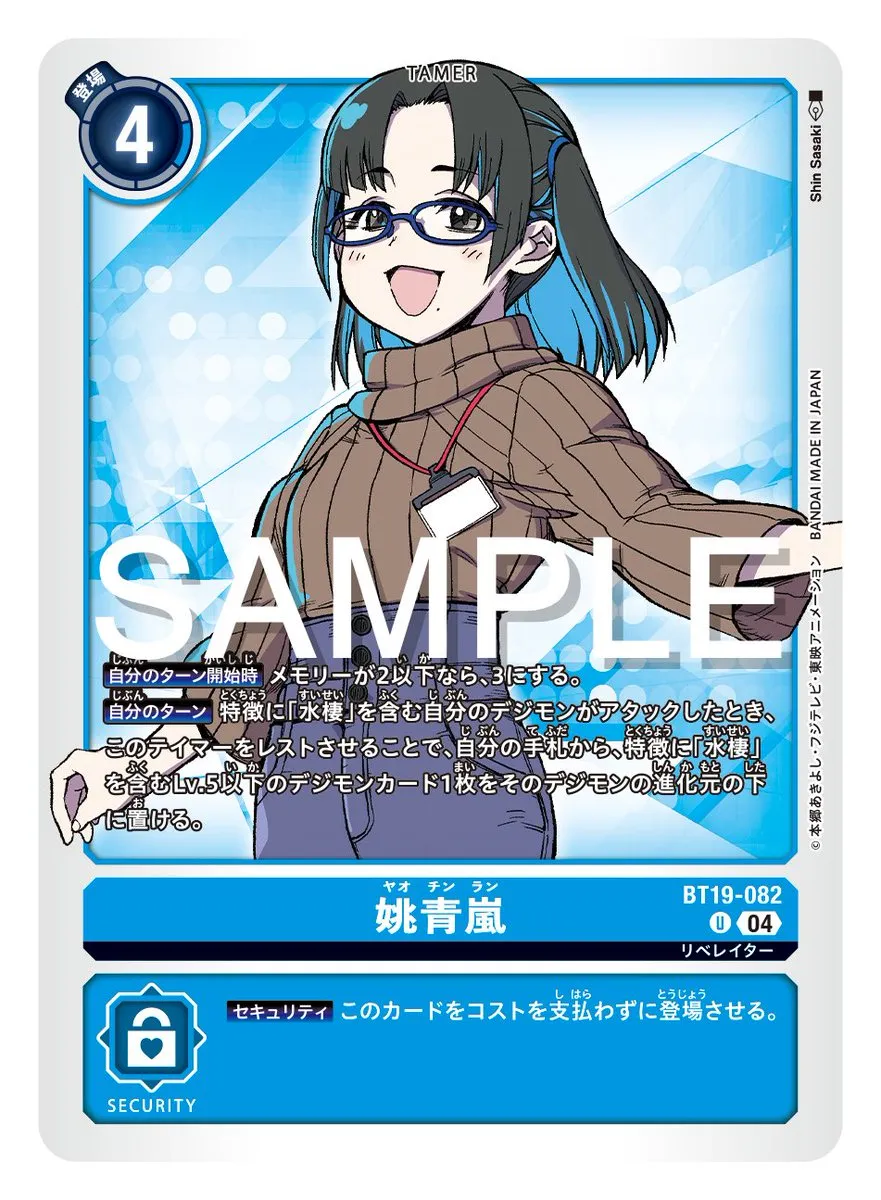 TAMER
登場
4
Shin Sasaki
SAMPLE
自分のターン開始時 メモリーが2以下なら、3にする。
自分のターン 特徴に「水棲」を含む自分のデジモンがアタックしたとき、
このテイマーをレストさせることで、自分の手札から、特徴に「水棲」
を含むLv.5以下のデジモンカード1枚をそのデジモンの進化元の下
に置ける。
©本郷あきよし・フジテレビ・東映アニメーション BANDAI MADE IN JAPAN
ヤオ チン ラン
姚青嵐
BT19-082
U 04
リベレイター
セキュリティ このカードをコストを支払わずに登場させる。
SECURITY